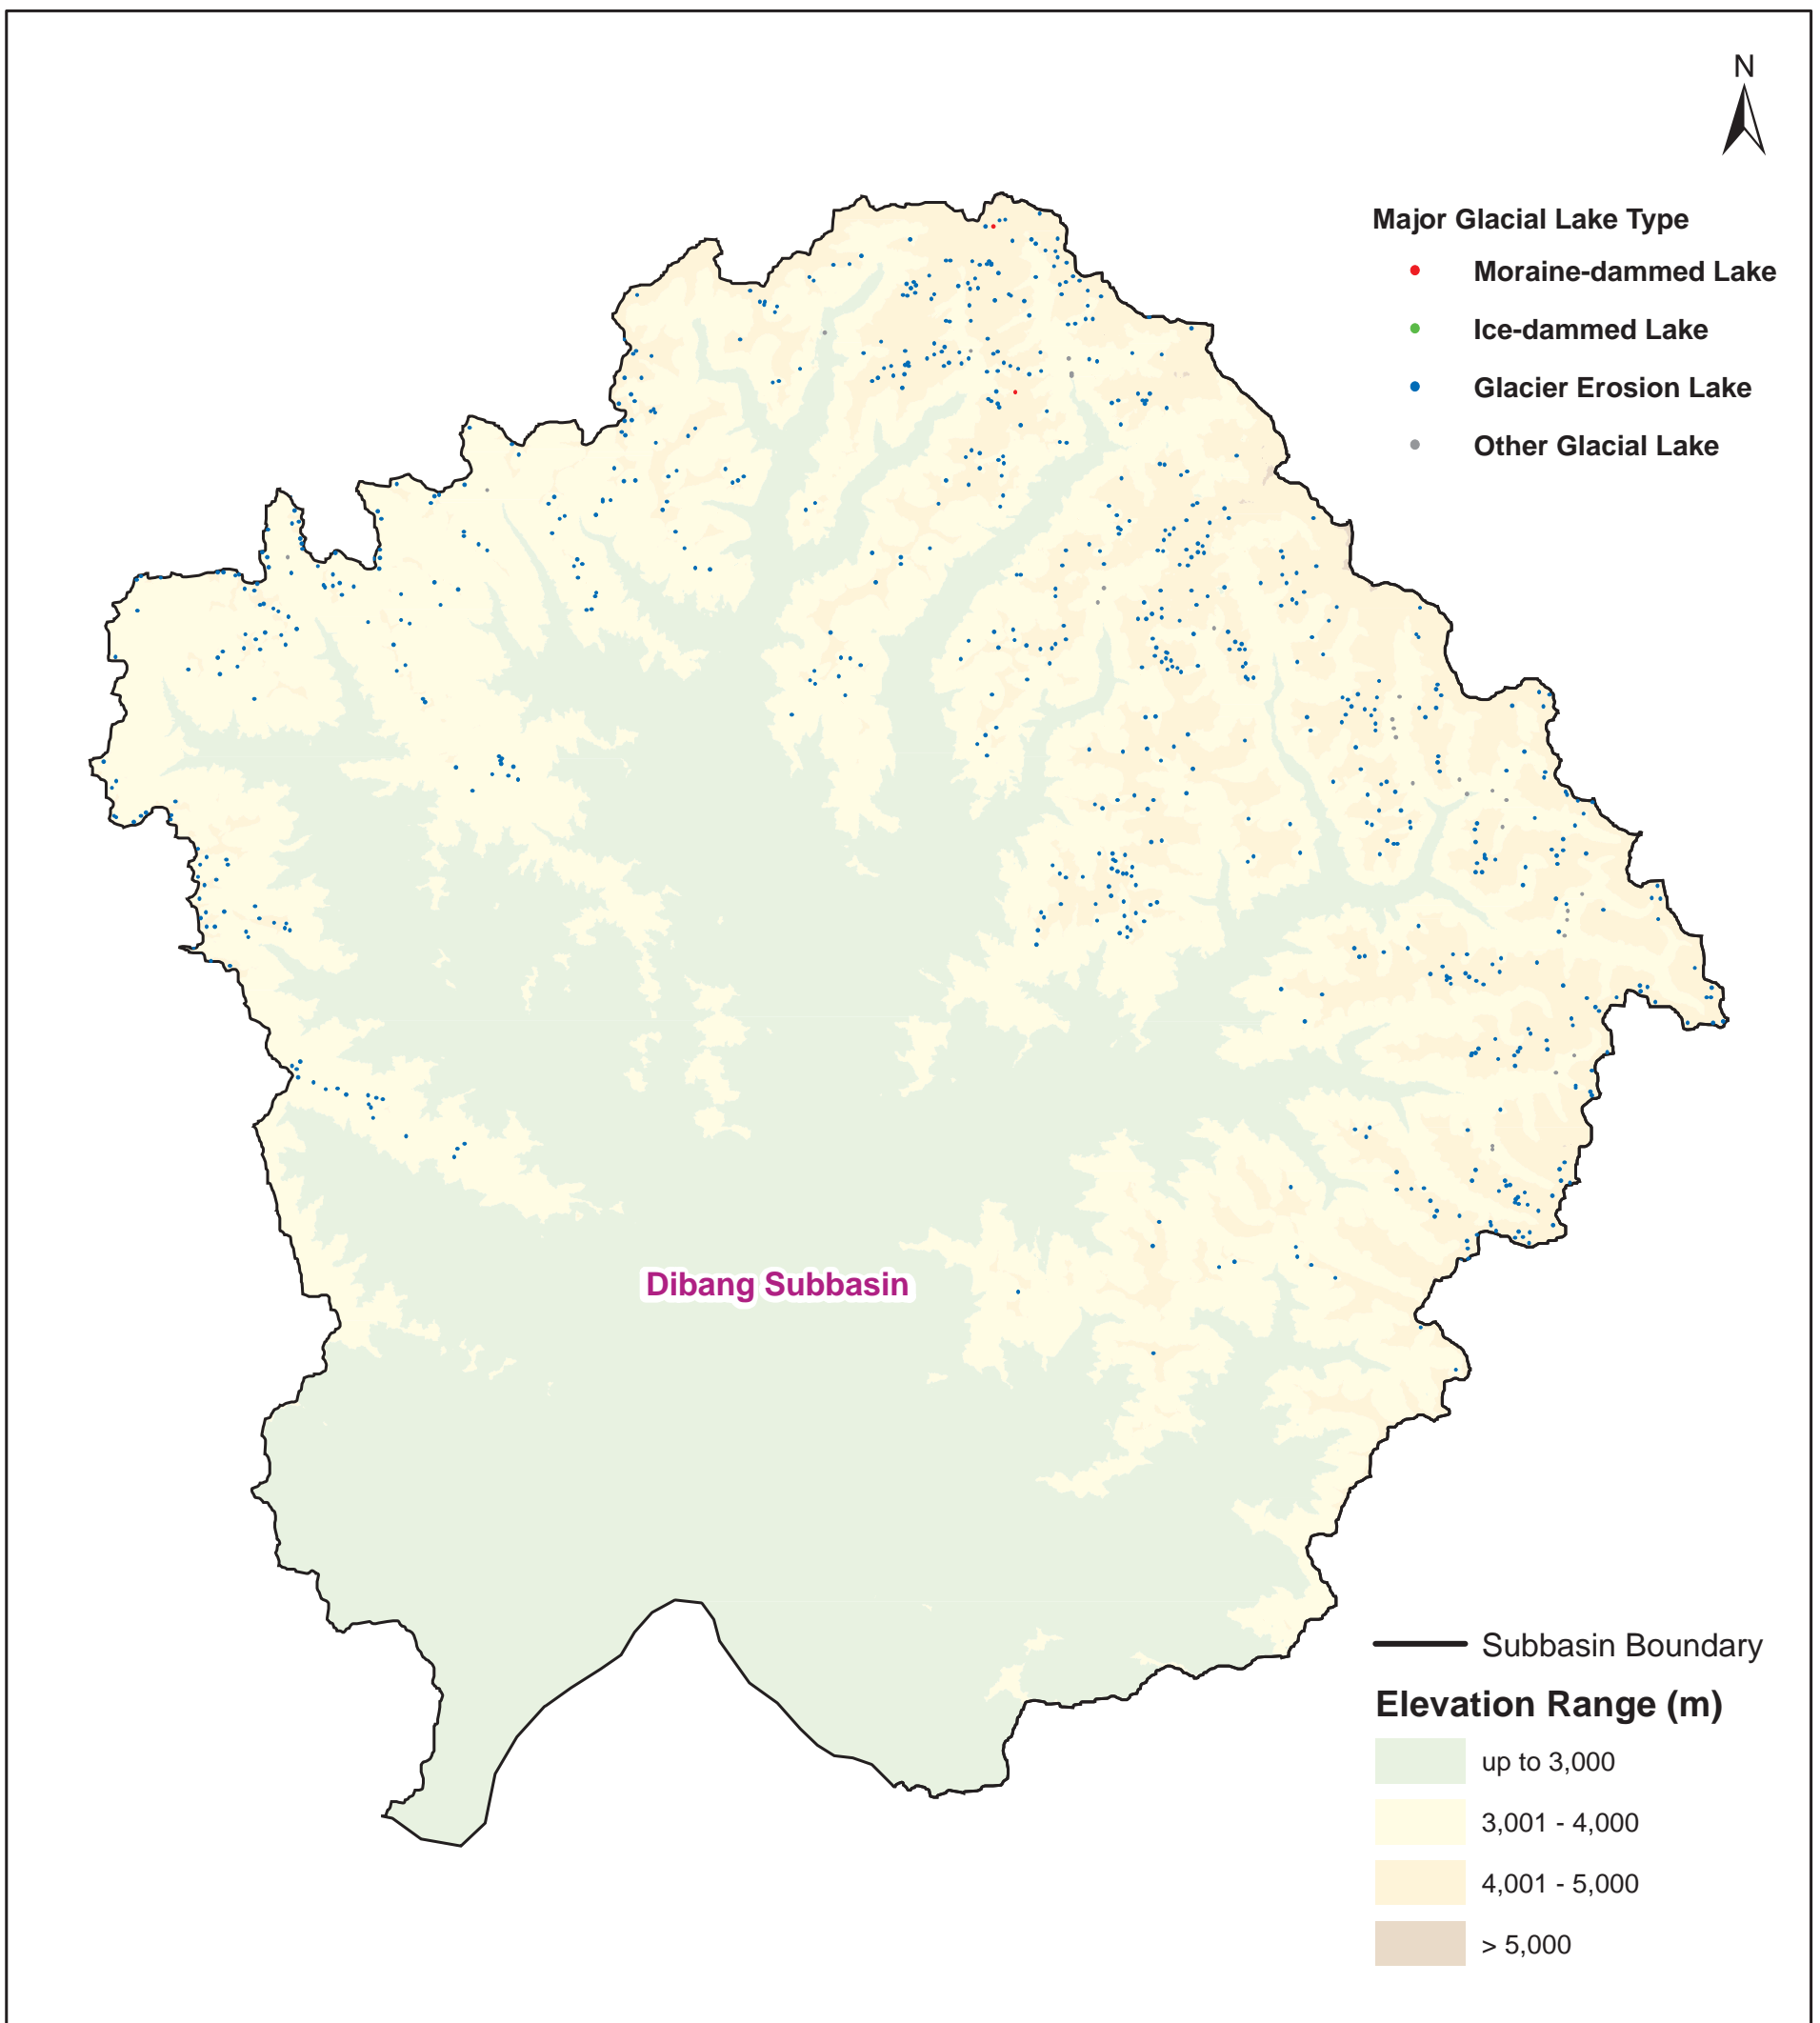 N
Major Glacial Lake Type
Moraine-dammed Lake
Ice-dammed Lake
Glacier Erosion Lake
Other Glacial Lake
Dibang Subbasin
Subbasin Boundary
Elevation Range (m)
up to 3,000
3,001 - 4,000
4,001 - 5,000
> 5,000